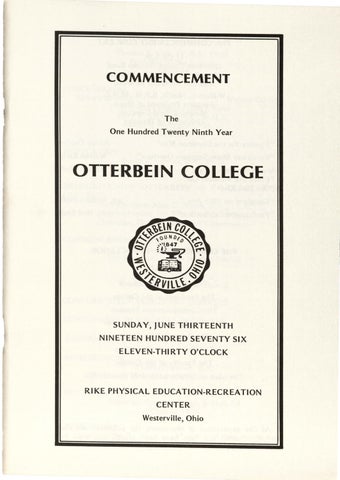 COMMENCEMENT
The
One Hundred Twenty Ninth Year
OTTERBEIN COLLEGE
· OTTERBEIN COLLEGE ·
FOUNDED
1847
WESTERVILLE, OHIO
SUNDAY, JUNE THIRTEENTH
NINETEEN HUNDRED SEVENTY SIX
ELEVEN-THIRTY O'CLOCK
RIKE PHYSICAL EDUCATION-RECREATION
CENTER
Westerville, Ohio